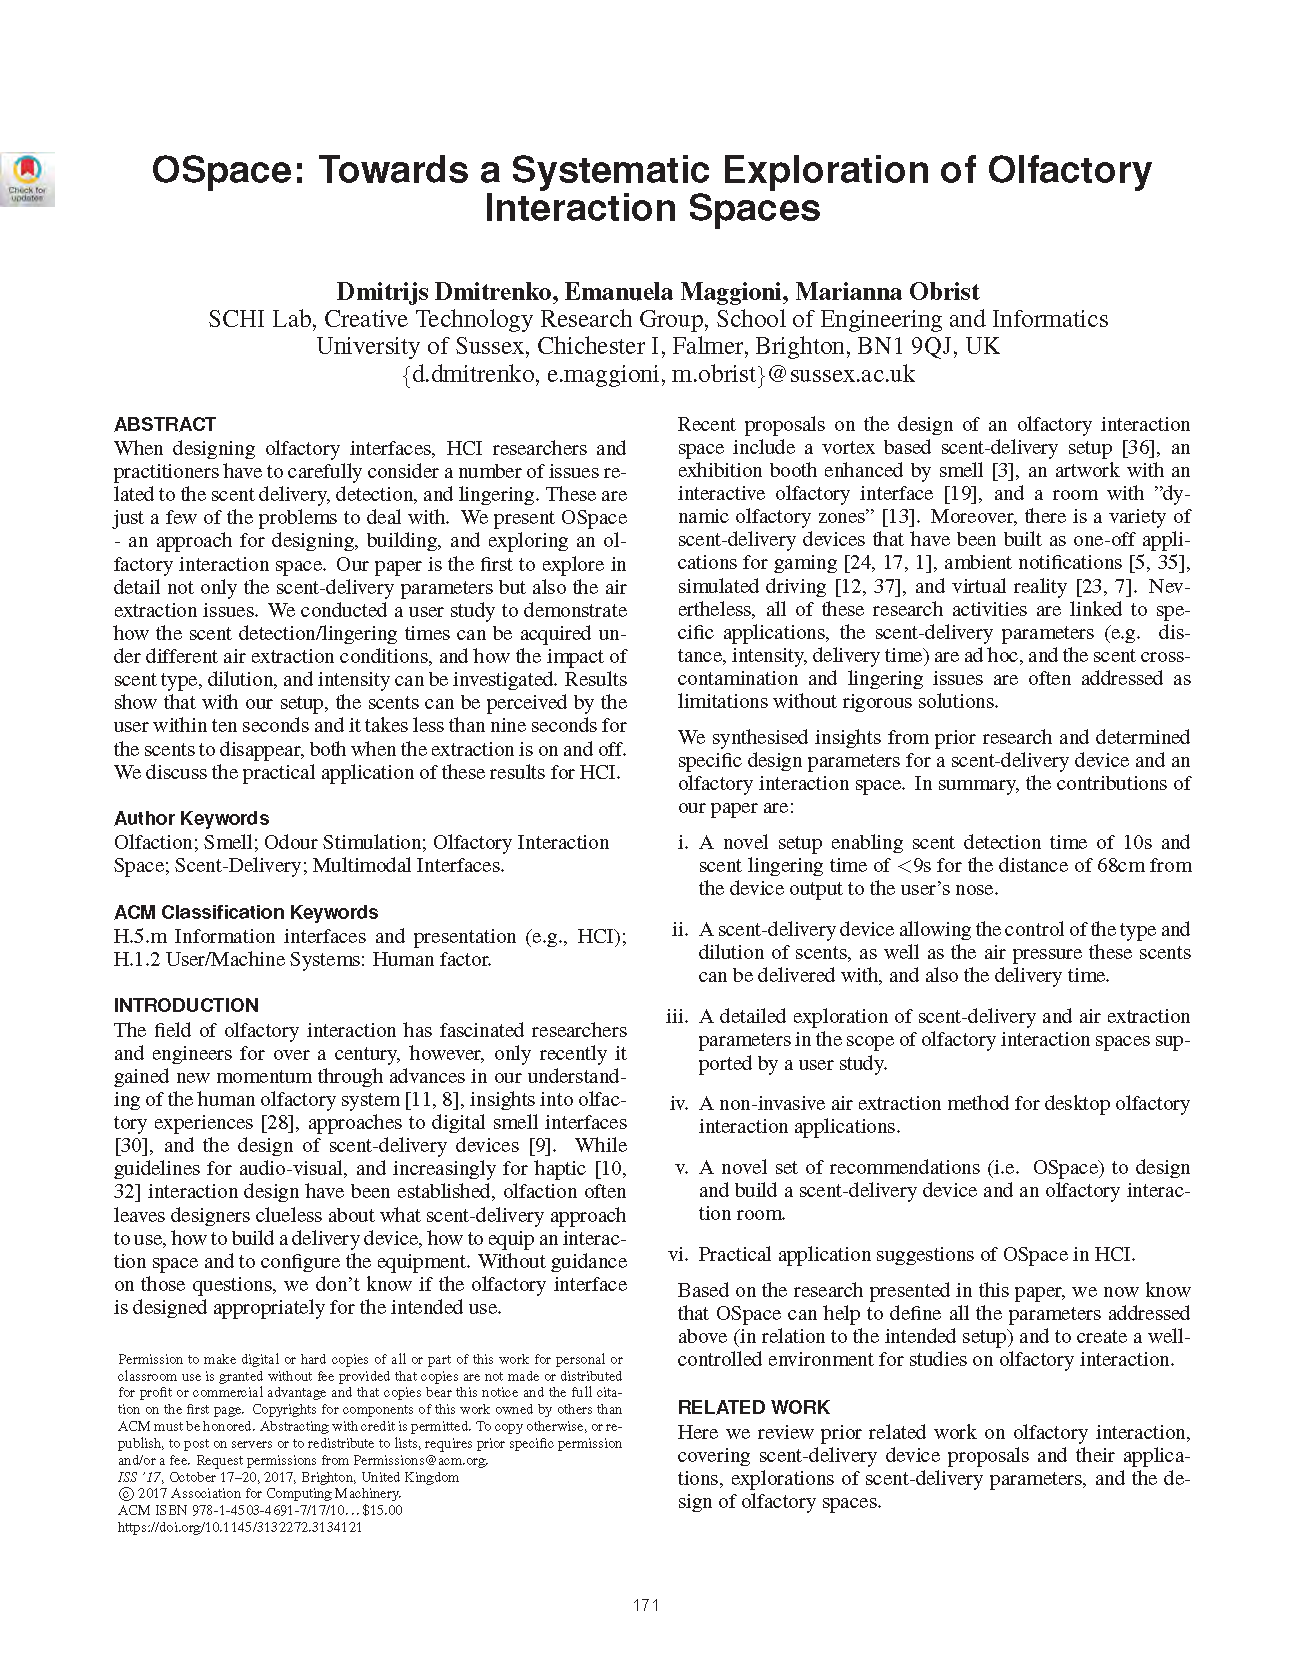 Check for
updates
OSpace: Towards a Systematic Exploration of Olfactory
Interaction Spaces
Dmitrijs Dmitrenko, Emanuela Maggioni, Marianna Obrist
SCHI Lab, Creative Technology Research Group, School of Engineering and Informatics
University of Sussex, Chichester I, Falmer, Brighton, BN1 9QJ, UK
{d.dmitrenko, e.maggioni, m.obrist}@sussex.ac.uk
ABSTRACT
When designing olfactory interfaces, HCI researchers and
practitioners have to carefully consider a number of issues re-
lated to the scent delivery, detection, and lingering. These are
just a few of the problems to deal with. We present OSpace
- an approach for designing, building, and exploring an ol-
factory interaction space. Our paper is the first to explore in
detail not only the scent-delivery parameters but also the air
extraction issues. We conducted a user study to demonstrate
how the scent detection/lingering times can be acquired un-
der different air extraction conditions, and how the impact of
scent type, dilution, and intensity can be investigated. Results
show that with our setup, the scents can be perceived by the
user within ten seconds and it takes less than nine seconds for
the scents to disappear, both when the extraction is on and off.
We discuss the practical application of these results for HCI.
Author Keywords
Olfaction; Smell; Odour Stimulation; Olfactory Interaction
Space; Scent-Delivery; Multimodal Interfaces.
ACM Classification Keywords
H.5.m Information interfaces and presentation (e.g., HCI);
H.1.2 User/Machine Systems: Human factor.
INTRODUCTION
The field of olfactory interaction has fascinated researchers
and engineers for over a century, however, only recently it
gained new momentum through advances in our understand-
ing of the human olfactory system [11, 8], insights into olfac-
tory experiences [28], approaches to digital smell interfaces
[30], and the design of scent-delivery devices [9]. While
guidelines for audio-visual, and increasingly for haptic [10,
32] interaction design have been established, olfaction often
leaves designers clueless about what scent-delivery approach
to use, how to build a delivery device, how to equip an interac-
tion space and to configure the equipment. Without guidance
on those questions, we don't know if the olfactory interface
is designed appropriately for the intended use.
Permission to make digital or hard copies of all or part of this work for personal or
classroom use is granted without fee provided that copies are not made or distributed
for profit or commercial advantage and that copies bear this notice and the full cita-
tion on the first page. Copyrights for components of this work owned by others than
ACM must be honored. Abstracting with credit is permitted. To copy otherwise, or re-
publish, to post on servers or to redistribute to lists, requires prior specific permission
and/or a fee. Request permissions from Permissions@acm.org.
ISS '17, October 17–20, 2017, Brighton, United Kingdom
© 2017 Association for Computing Machinery.
ACM ISBN 978-1-4503-4691-7/17/10...$15.00
https://doi.org/10.1145/3132272.3134121
Recent proposals on the design of an olfactory interaction
space include a vortex based scent-delivery setup [36], an
exhibition booth enhanced by smell [3], an artwork with an
interactive olfactory interface [19], and a room with ”dy-
namic olfactory zones” [13]. Moreover, there is a variety of
scent-delivery devices that have been built as one-off appli-
cations for gaming [24, 17, 1], ambient notifications [5, 35],
simulated driving [12, 37], and virtual reality [23, 7]. Nev-
ertheless, all of these research activities are linked to spe-
cific applications, the scent-delivery parameters (e.g. dis-
tance, intensity, delivery time) are ad hoc, and the scent cross-
contamination and lingering issues are often addressed as
limitations without rigorous solutions.
We synthesised insights from prior research and determined
specific design parameters for a scent-delivery device and an
olfactory interaction space. In summary, the contributions of
our paper are:
i. A novel setup enabling scent detection time of 10s and
scent lingering time of <9s for the distance of 68cm from
the device output to the user's nose.
ii. A scent-delivery device allowing the control of the type and
dilution of scents, as well as the air pressure these scents
can be delivered with, and also the delivery time.
iii. A detailed exploration of scent-delivery and air extraction
parameters in the scope of olfactory interaction spaces sup-
ported by a user study.
iv. A non-invasive air extraction method for desktop olfactory
interaction applications.
v. A novel set of recommendations (i.e. OSpace) to design
and build a scent-delivery device and an olfactory interac-
tion room.
vi. Practical application suggestions of OSpace in HCI.
Based on the research presented in this paper, we now know
that OSpace can help to define all the parameters addressed
above (in relation to the intended setup) and to create a well-
controlled environment for studies on olfactory interaction.
RELATED WORK
Here we review prior related work on olfactory interaction,
covering scent-delivery device proposals and their applica-
tions, explorations of scent-delivery parameters, and the de-
sign of olfactory spaces.
171